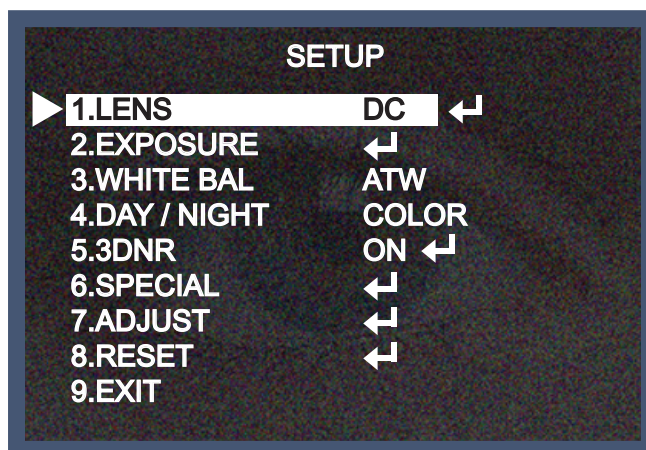 SETUP
1.LENS DC ↵
2.EXPOSURE ↵
3.WHITE BAL ATW
4.DAY / NIGHT COLOR
5.3DNR ON ↵
6.SPECIAL ↵
7.ADJUST ↵
8.RESET ↵
9.EXIT